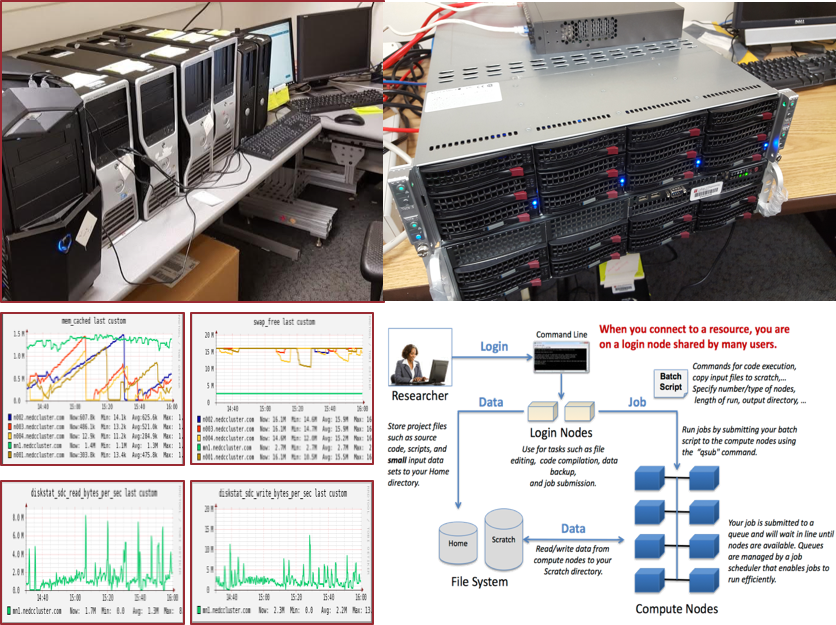 mem_cached last custom
1.5 M
1.0 M
0.5 M
0.0
14:40
15:00
15:20
15:40
16:00
n002.nedccluster.com Now:607.8k Min: 14.1k Avg:625.6k Max: 1.
n003.nedccluster.com Now:486.1k Min: 13.2k Avg:521.8k Max: 1.
n004.nedccluster.com Now: 12.9k Min: 11.2k Avg:284.9k Max: 1.
nm1.nedccluster.com Now: 1.4M Min: 1.1M Avg: 1.3M Max: 1.
n001.nedccluster.com Now:303.8k Min: 13.4k Avg:475.8k Max: 1.
swap_free last custom
20 M
15 M
10 M
5 M
0
14:40
15:00
15:20
15:40
16:00
n002.nedccluster.com Now: 16.1M Min: 14.6M Avg: 15.9M Max: 16
n003.nedccluster.com Now: 16.1M Min: 14.7M Avg: 15.9M Max: 16
n004.nedccluster.com Now: 16.1M Min: 12.0M Avg: 15.2M Max: 16
nm1.nedccluster.com Now: 2.7M Min: 2.7M Avg: 2.7M Max: 2.
n001.nedccluster.com Now: 16.1M Min: 10.5M Avg: 15.5M Max: 16
diskstat_sdc_read_bytes_per_sec last custom
8.0 M
6.0 M
4.0 M
2.0 M
0.0
14:40
15:00
15:20
15:40
16:00
nm1.nedccluster.com Now: 1.7M Min: 0.0 Avg: 1.3M Max: 8
diskstat_sdc_write_bytes_per_sec last custom
20 M
15 M
10 M
5 M
0
14:40
15:00
15:20
15:40
16:00
nm1.nedccluster.com Now: 2.3M Min: 0.0 Avg: 2.2M Max: 13
Researcher
Login
Command Line
When you connect to a resource, you are
on a login node shared by many users.
Batch
Script
Commands for code execution,
copy input files to scratch,...
Specify number/type of nodes,
length of run, output directory, ...
Data
Job
Login Nodes
Store project files
such as source
code, scripts, and
small input data
sets to your Home
directory.
Use for tasks such as file
editing, code compilation, data
backup,
and job submission.
Run jobs by submitting your batch
script to the compute nodes using
the "qsub" command.
Home
Scratch
Data
Read/write data from
compute nodes to your
Scratch directory.
File System
Your job is submitted to a
queue and will wait in line until
nodes are available. Queues
are managed by a job
scheduler that enables jobs to
run efficiently.
Compute Nodes